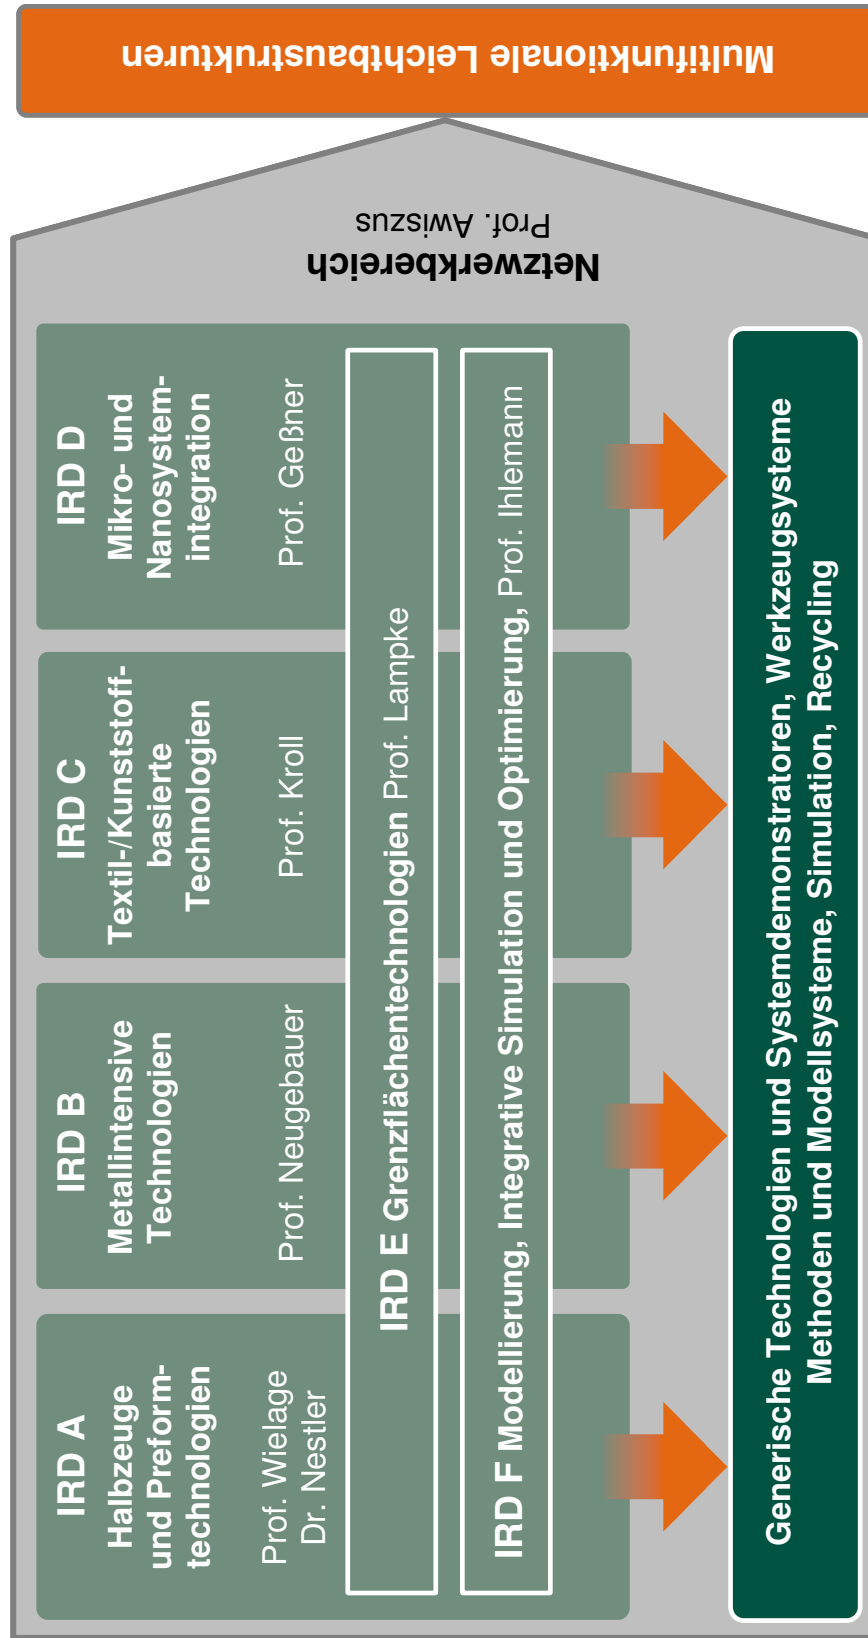 IRD A
Halbzeuge
und Preform-
technologien
Prof. Wielage
Dr. Nestler
IRD B
Metallintensive
Technologien
Prof. Neugebauer
IRD C
Textil-/Kunststoff-
basierte
Technologien
Prof. Kroll
IRD D
Mikro- und
Nanosystem-
integration
Prof. Geßner
IRD E Grenzflächentechnologien Prof. Lampke
IRD F Modellierung, Integrative Simulation und Optimierung, Prof. Ihlemann
Generische Technologien und Systemdemonstratoren, Werkzeugsysteme
Methoden und Modellsysteme, Simulation, Recycling
Netzwerkbereich
Prof. Awiszus
Multifunktionale Leichtbaustrukturen